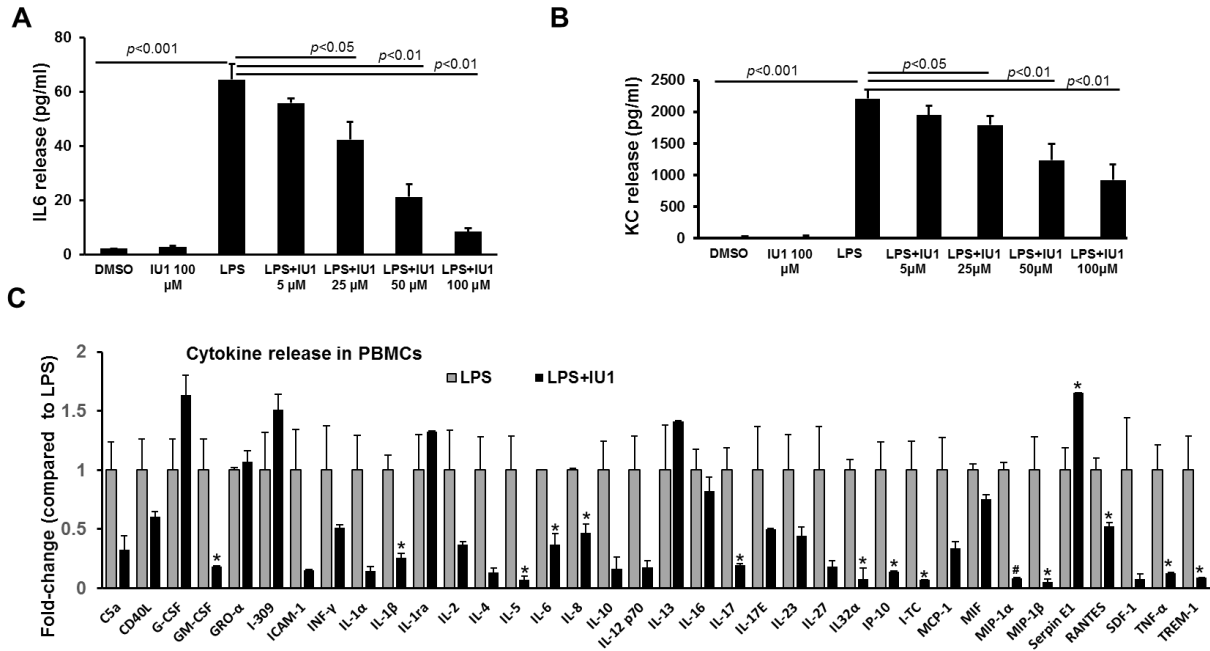 A
IL6 release (pg/ml)
80
60
40
20
0
p<0.001
p<0.05
p<0.01
p<0.01
DMSO
IU1 100
µM
LPS
LPS+IU1
5 µM
LPS+IU1
25 µM
LPS+IU1
50 µM
LPS+IU1
100 µM
B
KC release (pg/ml)
2500
2000
1500
1000
500
0
p<0.001
p<0.05
p<0.01
p<0.01
DMSO
IU1 100
µM
LPS
LPS+IU1
5µM
LPS+IU1
25µM
LPS+IU1
50µM
LPS+IU1
100µM
C
Fold-change (compared to LPS)
2
1.5
1
0.5
0
Cytokine release in PBMCs
LPS
LPS+IU1
*
*
*
*
*
*
*
*
*
#
*
*
*
*
*
C5a
CD40L
G-CSF
GM-CSF
GRO-α
I-309
ICAM-1
INF-γ
IL-1α
IL-1β
IL-1ra
IL-2
IL-4
IL-5
IL-6
IL-8
IL-10
IL-12 p70
IL-13
IL-16
IL-17
IL-17E
IL-23
IL-27
IL32α
IP-10
I-TC
MCP-1
MIF
MIP-1α
MIP-1β
Serpin E1
RANTES
SDF-1
TNF-α
TREM-1